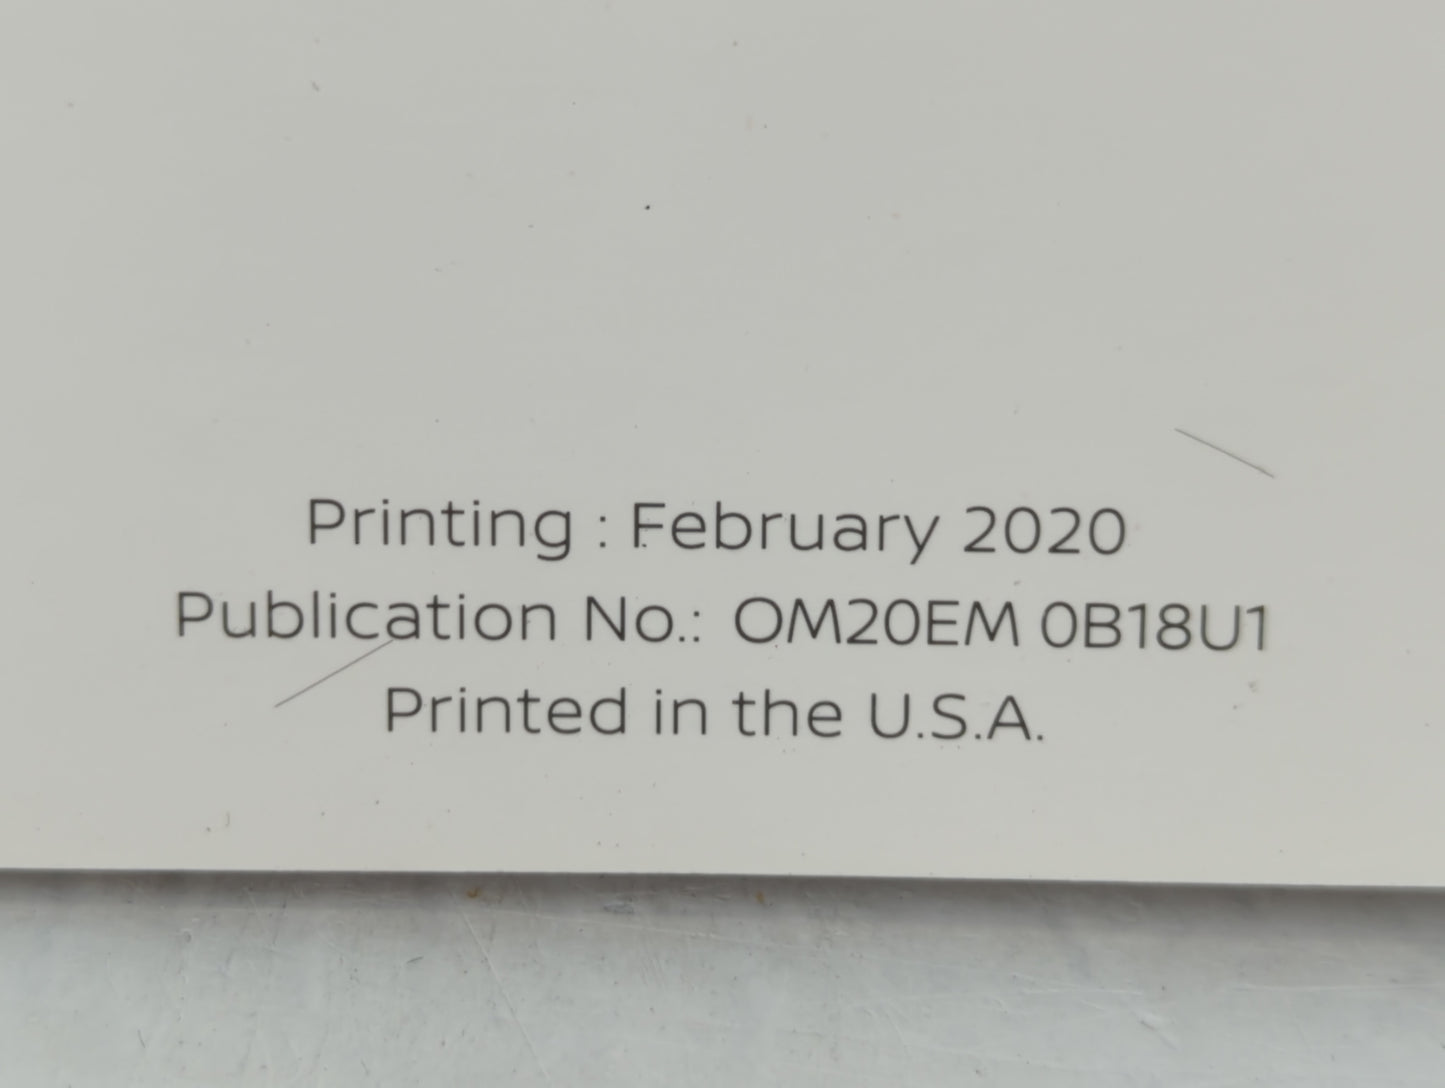 Printing : February 2020
Publication No.: OM20EM 0B18U1
Printed in the U.S.A.